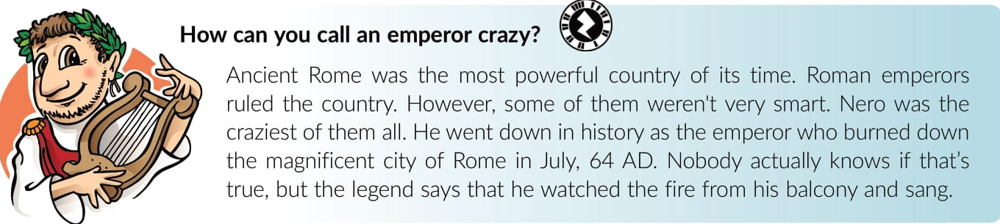 How can you call an emperor crazy?
Ancient Rome was the most powerful country of its time. Roman emperors
ruled the country. However, some of them weren't very smart. Nero was the
craziest of them all. He went down in history as the emperor who burned down
the magnificent city of Rome in July, 64 AD. Nobody actually knows if that’s
true, but the legend says that he watched the fire from his balcony and sang.